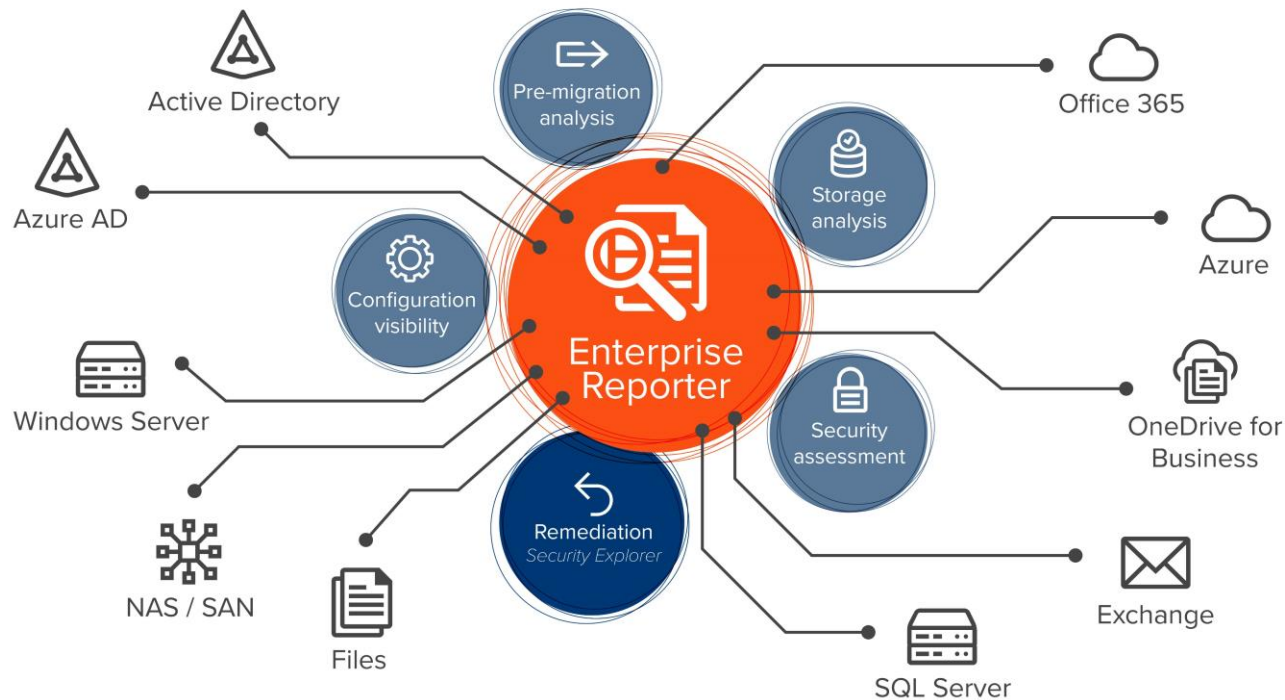 Pre-migration
analysis
Active Directory
Office 365
Storage
analysis
Azure AD
Azure
Configuration
visibility
Enterprise
Reporter
Windows Server
OneDrive for
Business
Security
assessment
Remediation
Security Explorer
NAS / SAN
Files
Exchange
SQL Server